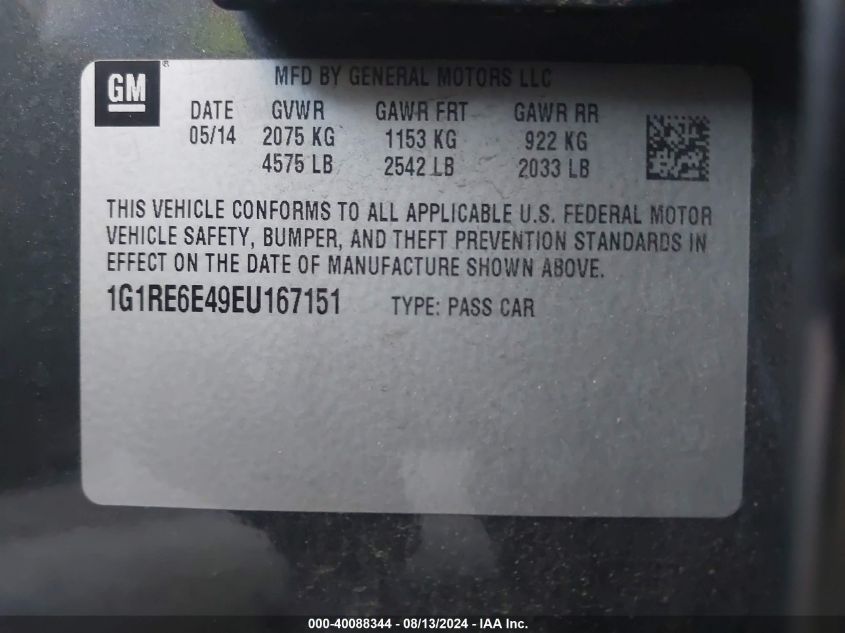 GM
MFD BY GENERAL MOTORS LLC
DATE GVWR GAWR FRT GAWR RR
05/14 2075 KG 1153 KG 922 KG
4575 LB 2542 LB 2033 LB
THIS VEHICLE CONFORMS TO ALL APPLICABLE U.S. FEDERAL MOTOR
VEHICLE SAFETY, BUMPER, AND THEFT PREVENTION STANDARDS IN
EFFECT ON THE DATE OF MANUFACTURE SHOWN ABOVE.
1G1RE6E49EU167151 TYPE: PASS CAR
000-40088344 - 08/13/2024 - IAA Inc.